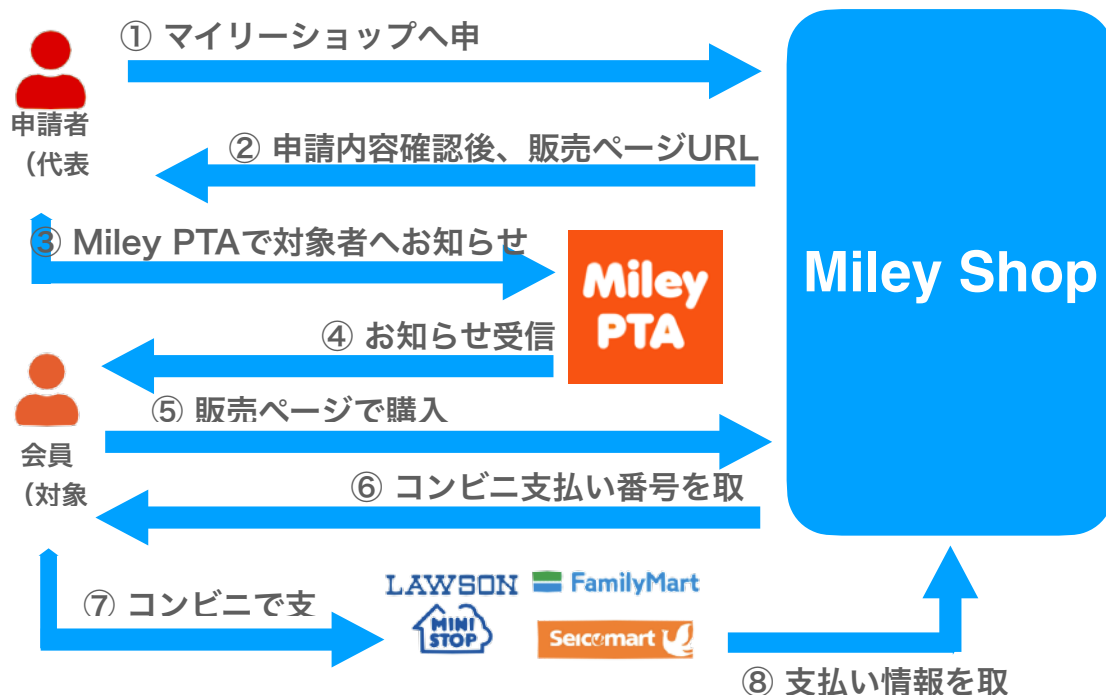 ① マイリーショップへ申
申請者
（代表
② 申請内容確認後、販売ページURL
③ Miley PTAで対象者へお知らせ
Miley
PTA
Miley Shop
④ お知らせ受信
⑤ 販売ページで購入
会員
（対象
⑥ コンビニ支払い番号を取
⑦ コンビニで支
LAWSON
FamilyMart
MINI
STOP
Seicomart
⑧ 支払い情報を取